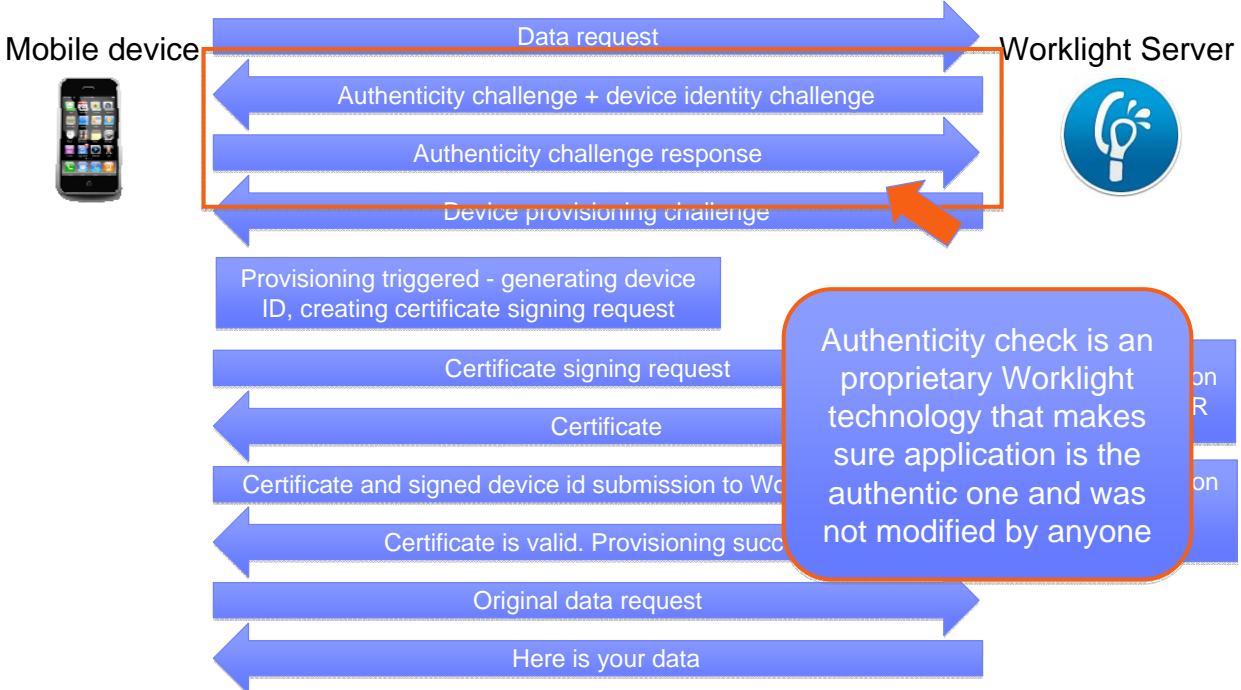 Data request
Mobile device
Worklight Server
Authenticity challenge + device identity challenge
Authenticity challenge response
Device provisioning challenge
Provisioning triggered - generating device
ID, creating certificate signing request
Certificate signing request
on
R
Certificate
Certificate and signed device id submission to Wo
on
Certificate is valid. Provisioning succ
Authenticity check is an
proprietary Worklight
technology that makes
sure application is the
authentic one and was
not modified by anyone
Original data request
Here is your data